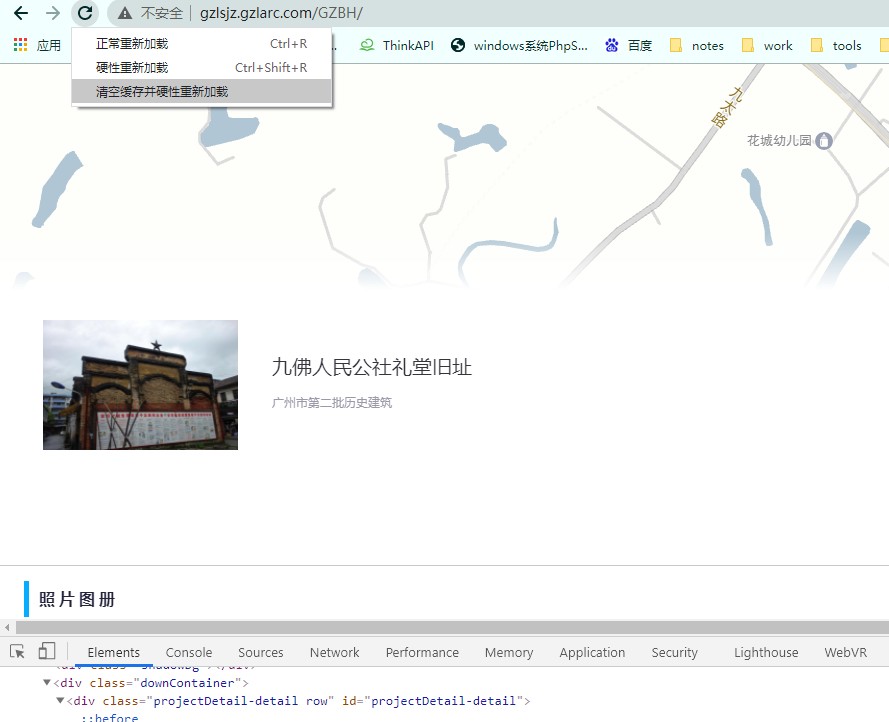 不安全 gzlsjz.gzlarc.com/GZBH/
应用 ThinkAPI windows系统PhpS... 百度 notes work tools
正常重新加载 Ctrl+R
硬性重新加载 Ctrl+Shift+R
清空缓存并硬性重新加载
九太路
花城幼儿园
九佛人民公社礼堂旧址
广州市第二批历史建筑
照片图册
Elements Console Sources Network Performance Memory Application Security Lighthouse WebVR
<div class="shadowbg"></div>
▼<div class="downContainer">
▼<div class="projectDetail-detail row" id="projectDetail-detail">
::before